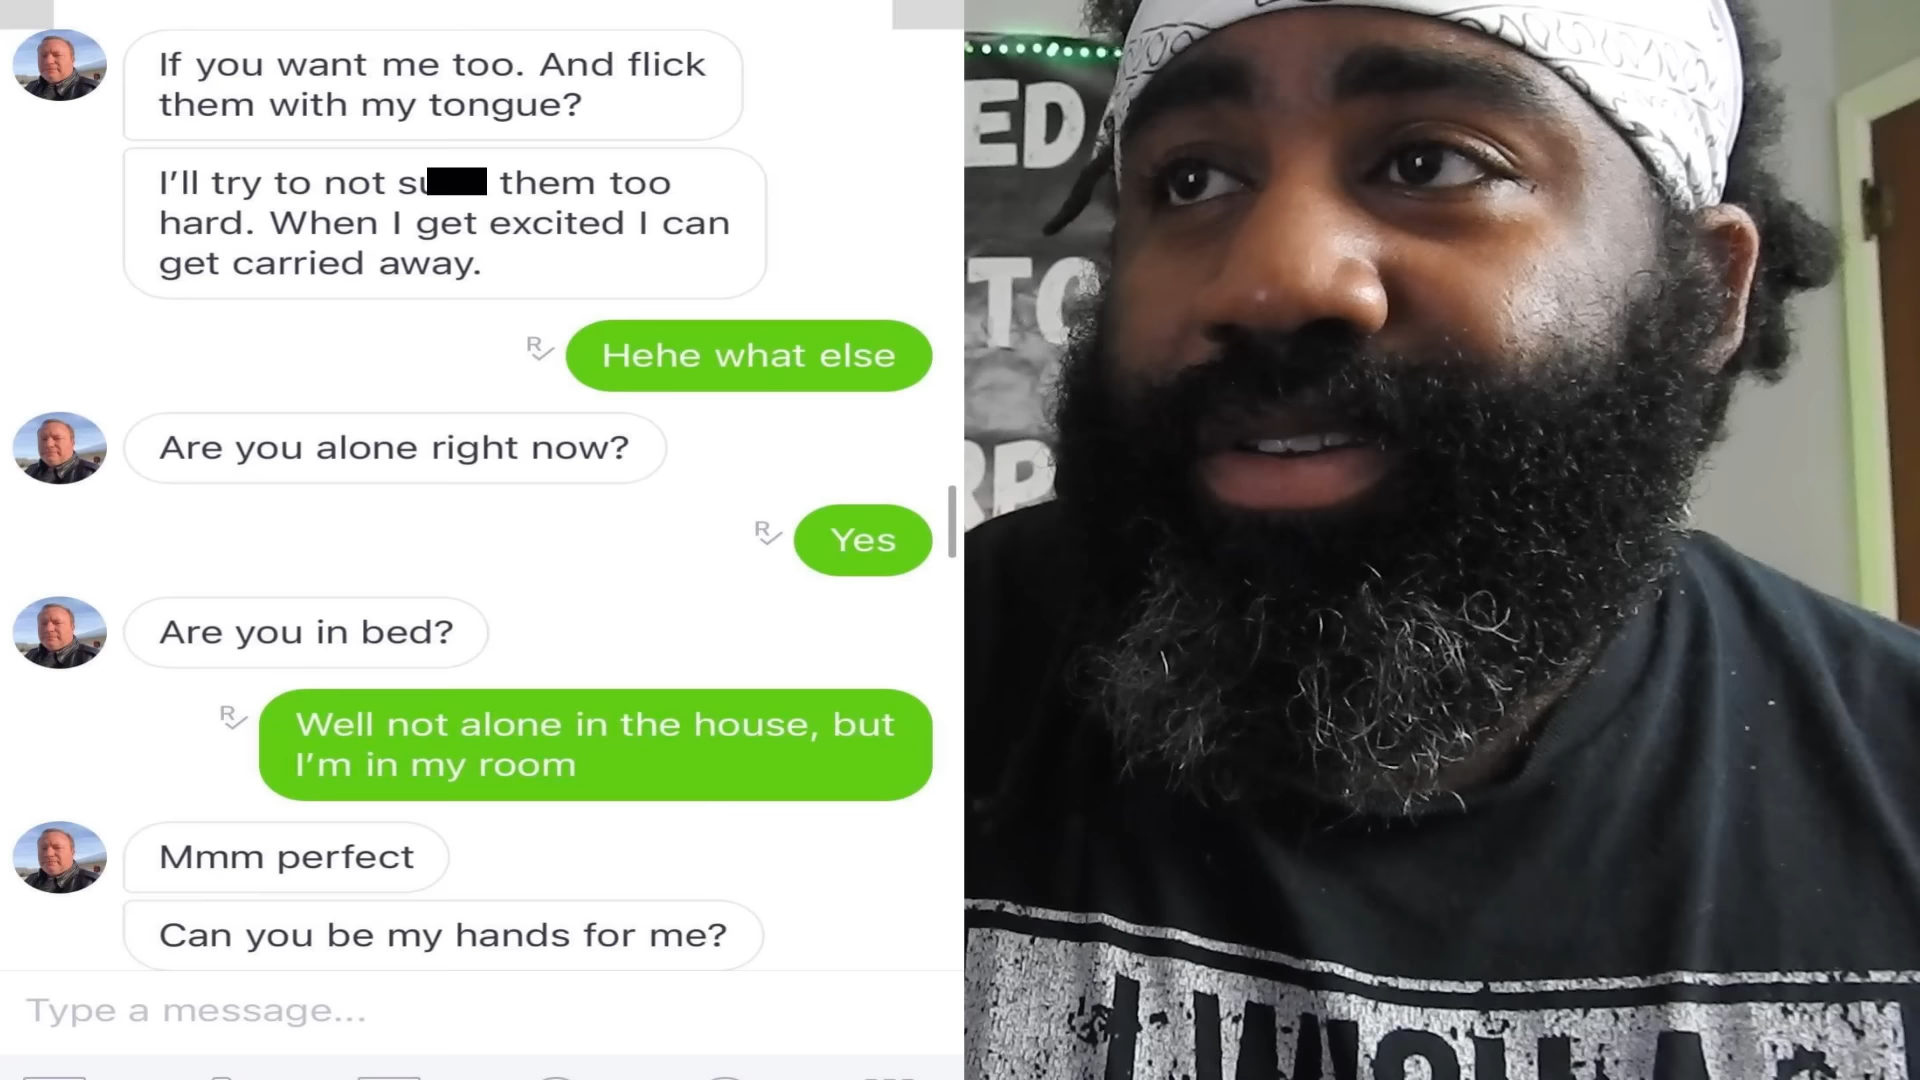 If you want me too. And flick
them with my tongue?
I'll try to not them too
hard. When I get excited I can
get carried away.
Hehe what else
R
Are you alone right now?
Yes
R
Are you in bed?
Well not alone in the house, but
I'm in my room
R
Mmm perfect
Can you be my hands for me?
Type a message...
ED
TO
RP